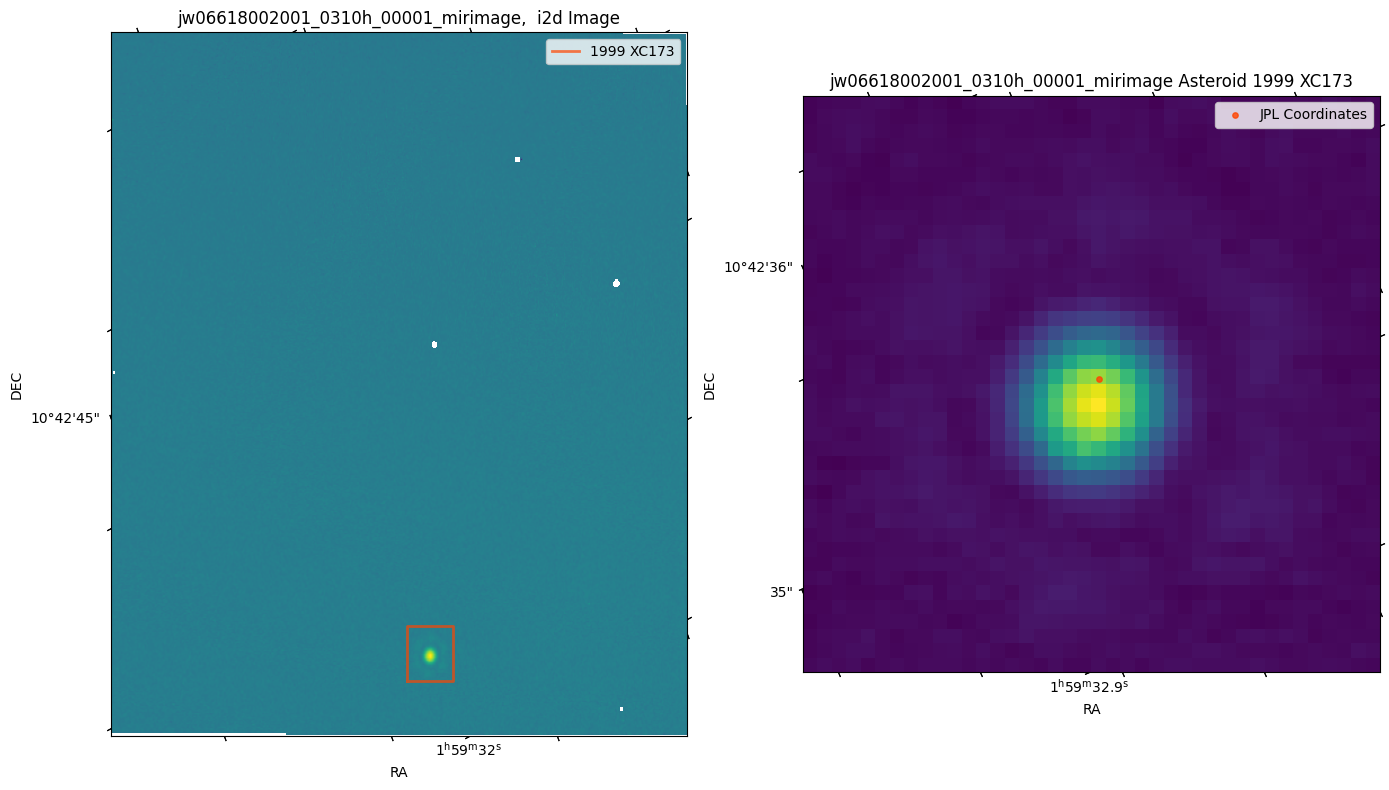 jw06618002001_0310h_00001_mirimage,  i2d Image
1999 XC173
DEC
10°42'45"
1ʰ59ᵐ32ˢ
RA
jw06618002001_0310h_00001_mirimage Asteroid 1999 XC173
JPL Coordinates
DEC
10°42'36"
35"
1ʰ59ᵐ32.9ˢ
RA